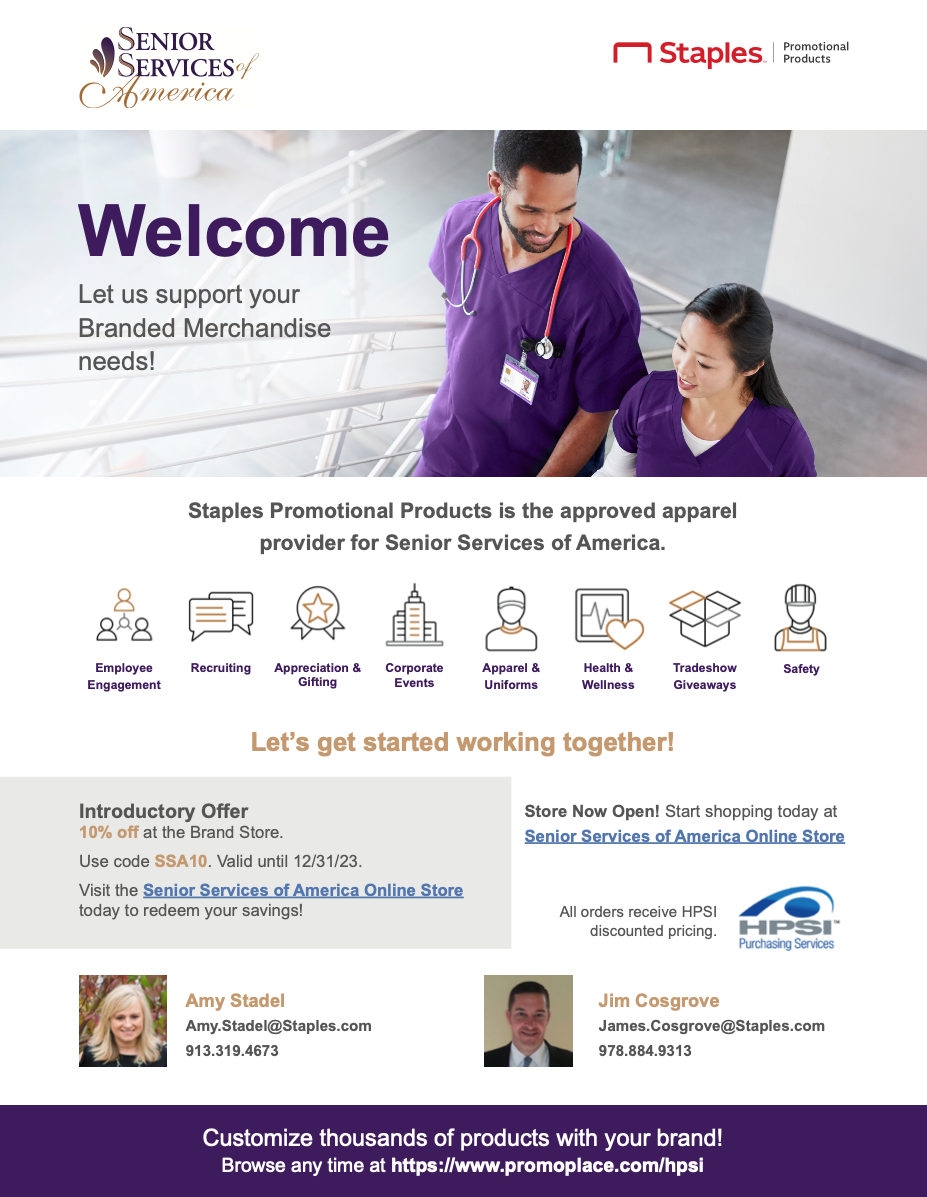 SENIOR
SERVICES of
America
Staples™ Promotional
Products
Welcome
Let us support your
Branded Merchandise
needs!
Staples Promotional Products is the approved apparel
provider for Senior Services of America.
Employee
Engagement
Recruiting
Appreciation &
Gifting
Corporate
Events
Apparel &
Uniforms
Health &
Wellness
Tradeshow
Giveaways
Safety
Let’s get started working together!
Introductory Offer
10% off at the Brand Store.
Use code SSA10. Valid until 12/31/23.
Visit the Senior Services of America Online Store
today to redeem your savings!
Store Now Open! Start shopping today at
Senior Services of America Online Store
All orders receive HPSI
discounted pricing.
HPSI™
Purchasing Services
Amy Stadel
Amy.Stadel@Staples.com
913.319.4673
Jim Cosgrove
James.Cosgrove@Staples.com
978.884.9313
Customize thousands of products with your brand!
Browse any time at https://www.promoplace.com/hpsi